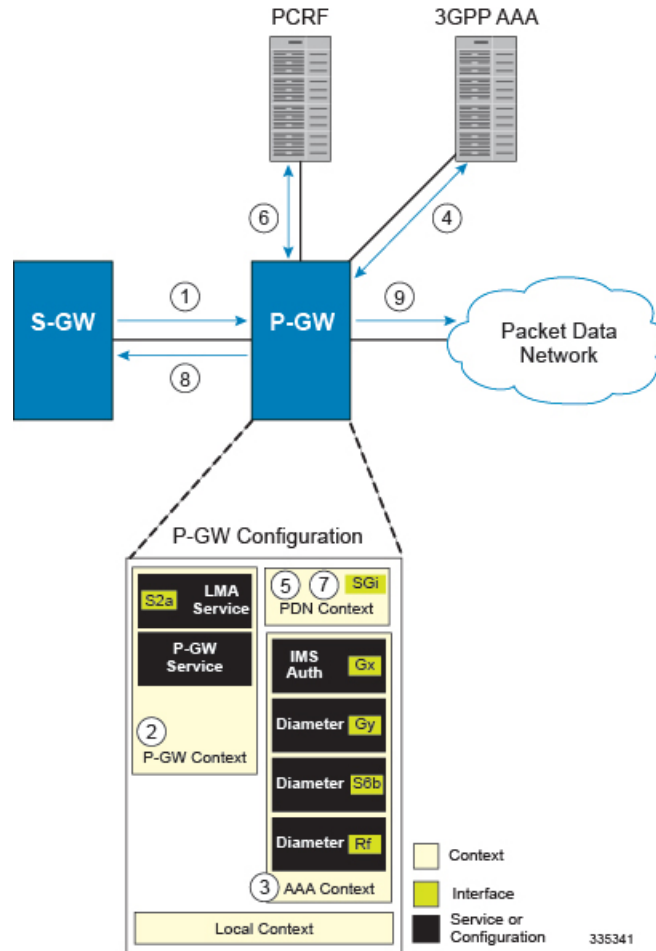 PCRF
3GPP AAA
6
4
S-GW
1
P-GW
9
Packet Data
Network
8
P-GW Configuration
S2a
LMA
Service
P-GW
Service
2
P-GW Context
5
7
SGi
PDN Context
IMS
Auth
Gx
Diameter
Gy
Diameter
S6b
Diameter
Rf
3
AAA Context
Local Context
Context
Interface
Service or
Configuration
335341